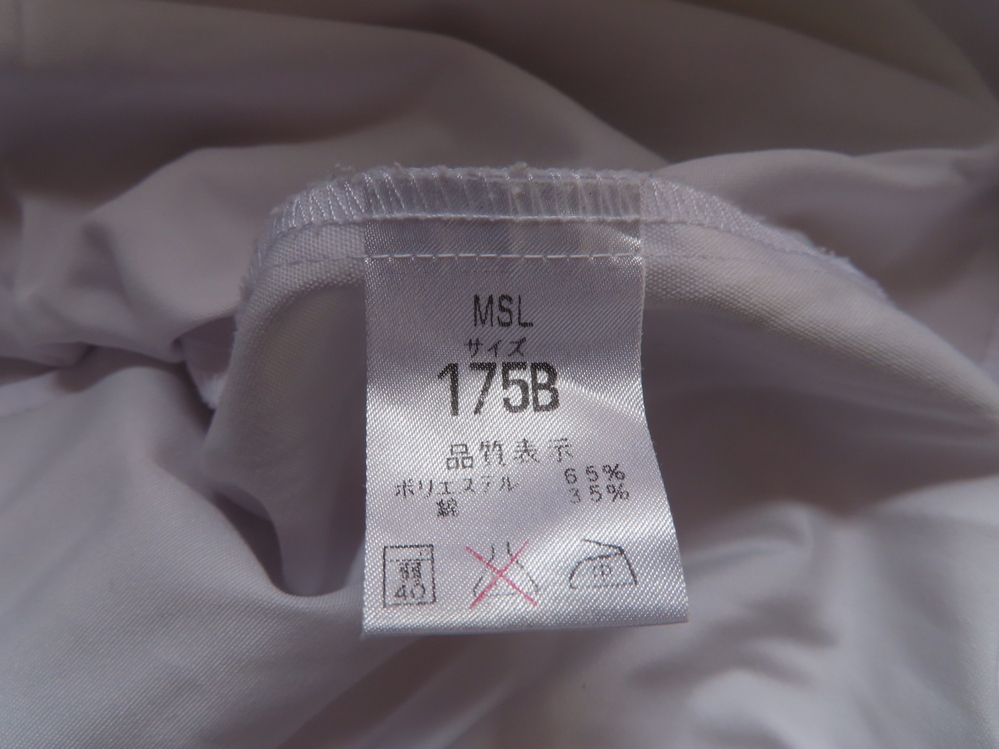 MSL
サイズ
175B
品質表示
ポリエステル 65%
綿 35%
弱
40
中